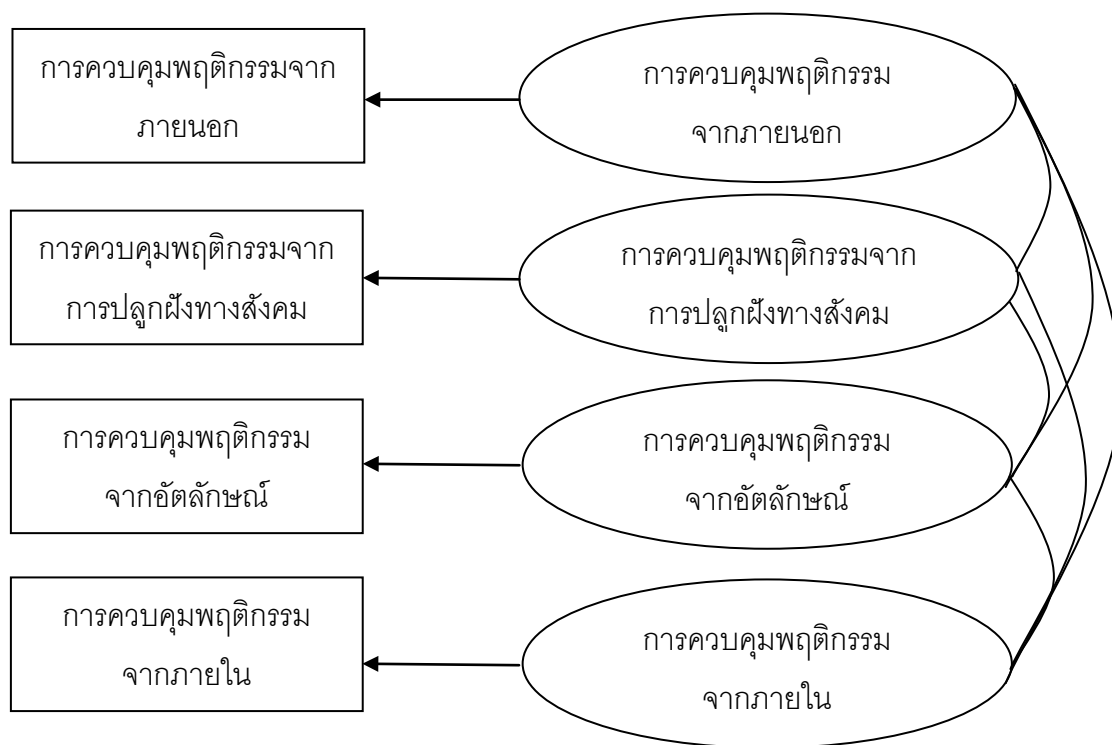 การควบคุมพฤติกรรมจาก
ภายนอก
การควบคุมพฤติกรรม
จากภายนอก
การควบคุมพฤติกรรมจาก
การปลูกฝังทางสังคม
การควบคุมพฤติกรรมจาก
การปลูกฝังทางสังคม
การควบคุมพฤติกรรม
จากอัตลักษณ์
การควบคุมพฤติกรรม
จากอัตลักษณ์
การควบคุมพฤติกรรม
จากภายใน
การควบคุมพฤติกรรม
จากภายใน